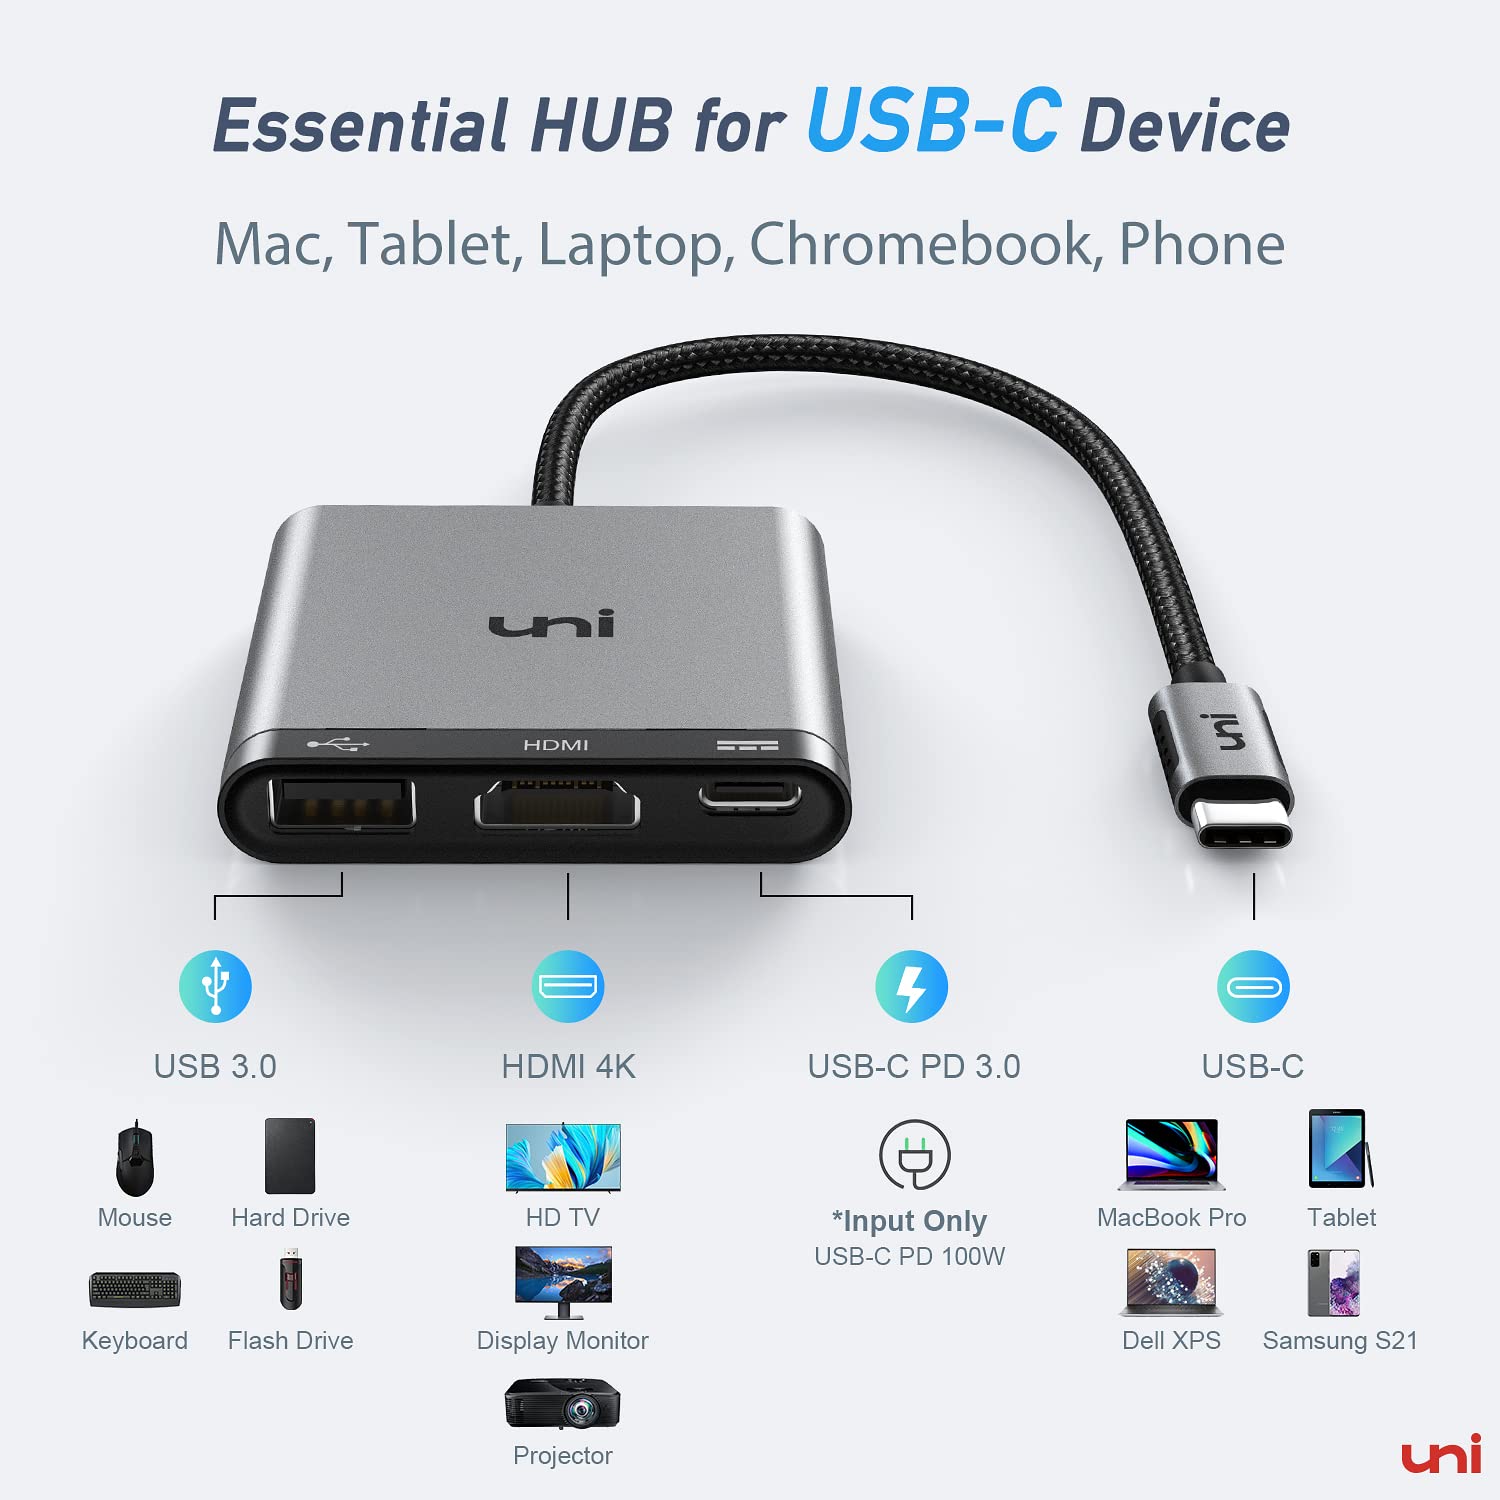 Essential HUB for USB-C Device
Mac, Tablet, Laptop, Chromebook, Phone
uni
uni
HDMI
HDMI
USB 3.0
HDMI 4K
USB-C PD 3.0
USB-C
Mouse
Hard Drive
HD TV
*Input Only
USB-C PD 100W
MacBook Pro
Tablet
Keyboard
Flash Drive
Display Monitor
Dell XPS
Samsung S21
Projector
uni